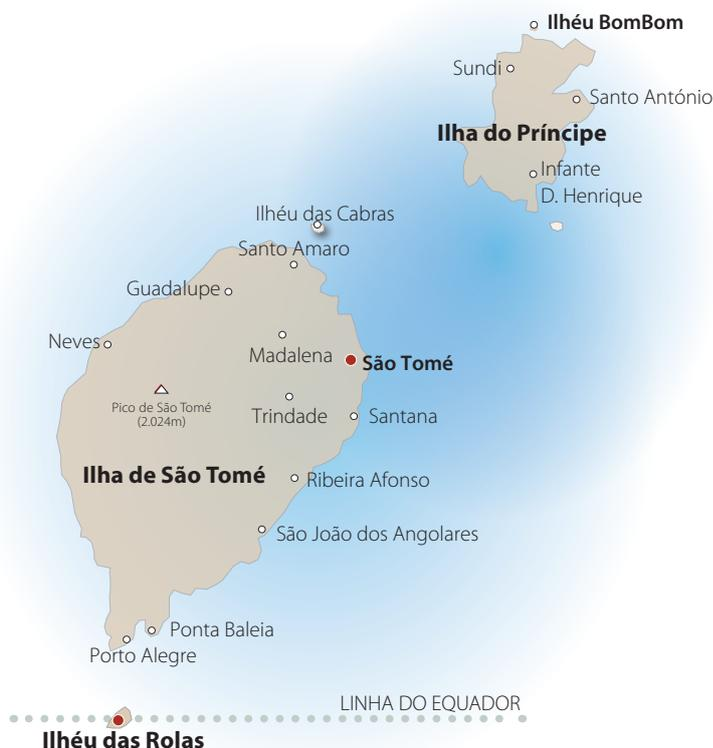 Ilhéu BomBom
Sundi
Santo António
Ilha do Príncipe
Infante
D. Henrique
Ilhéu das Cabras
Santo Amaro
Guadalupe
Neves
Madalena
São Tomé
Pico de São Tomé
(2.024m)
Trindade
Santana
Ilha de São Tomé
Ribeira Afonso
São João dos Angolares
Ponta Baleia
Porto Alegre
LINHA DO EQUADOR
Ilhéu das Rolas